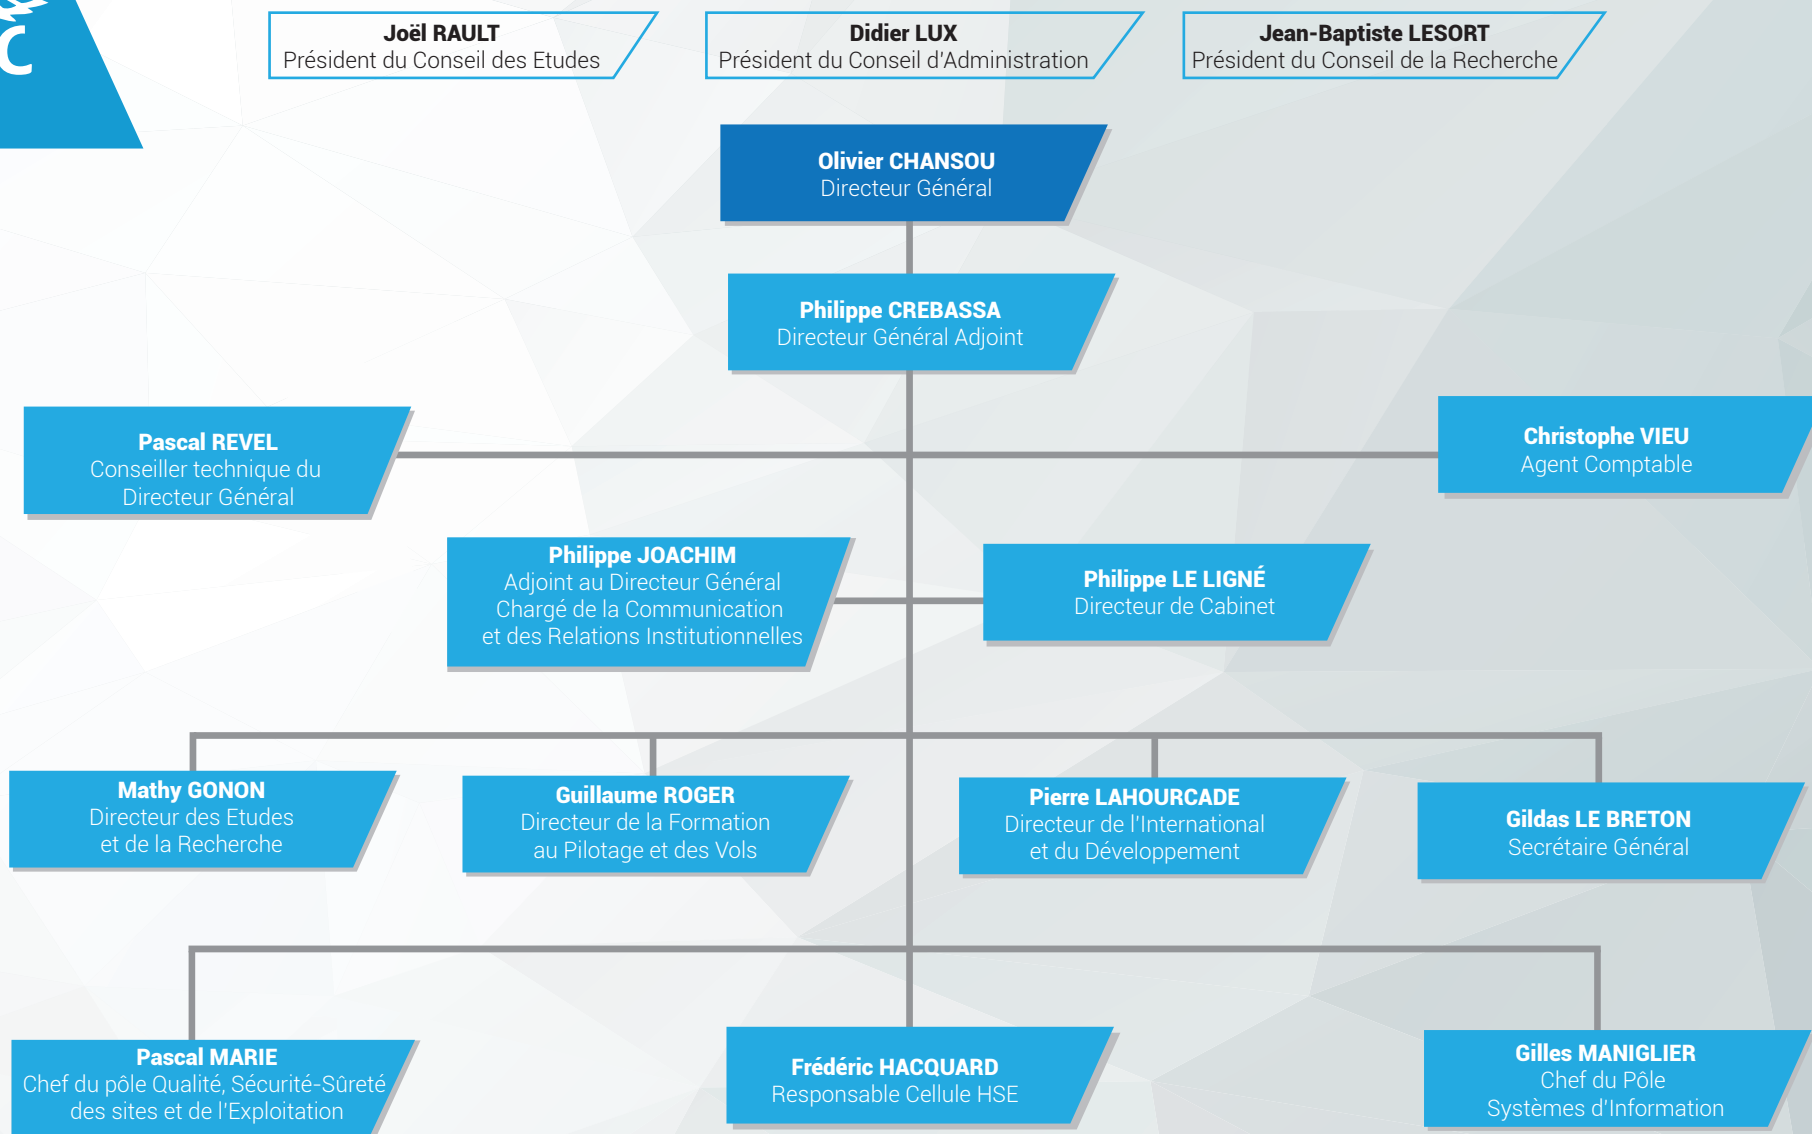 C
Joël RAULT
Président du Conseil des Etudes
Didier LUX
Président du Conseil d'Administration
Jean-Baptiste LESORT
Président du Conseil de la Recherche
Olivier CHANSOU
Directeur Général
Philippe CREBASSA
Directeur Général Adjoint
Pascal REVEL
Conseiller technique du
Directeur Général
Christophe VIEU
Agent Comptable
Philippe JOACHIM
Adjoint au Directeur Général
Chargé de la Communication
et des Relations Institutionnelles
Philippe LE LIGNÉ
Directeur de Cabinet
Mathy GONON
Directeur des Etudes
et de la Recherche
Guillaume ROGER
Directeur de la Formation
au Pilotage et des Vols
Pierre LAHOURCADE
Directeur de l'International
et du Développement
Gildas LE BRETON
Secrétaire Général
Pascal MARIE
Chef du pôle Qualité, Sécurité-Sûreté
des sites et de l'Exploitation
Frédéric HACQUARD
Responsable Cellule HSE
Gilles MANIGLIER
Chef du Pôle
Systèmes d'Information